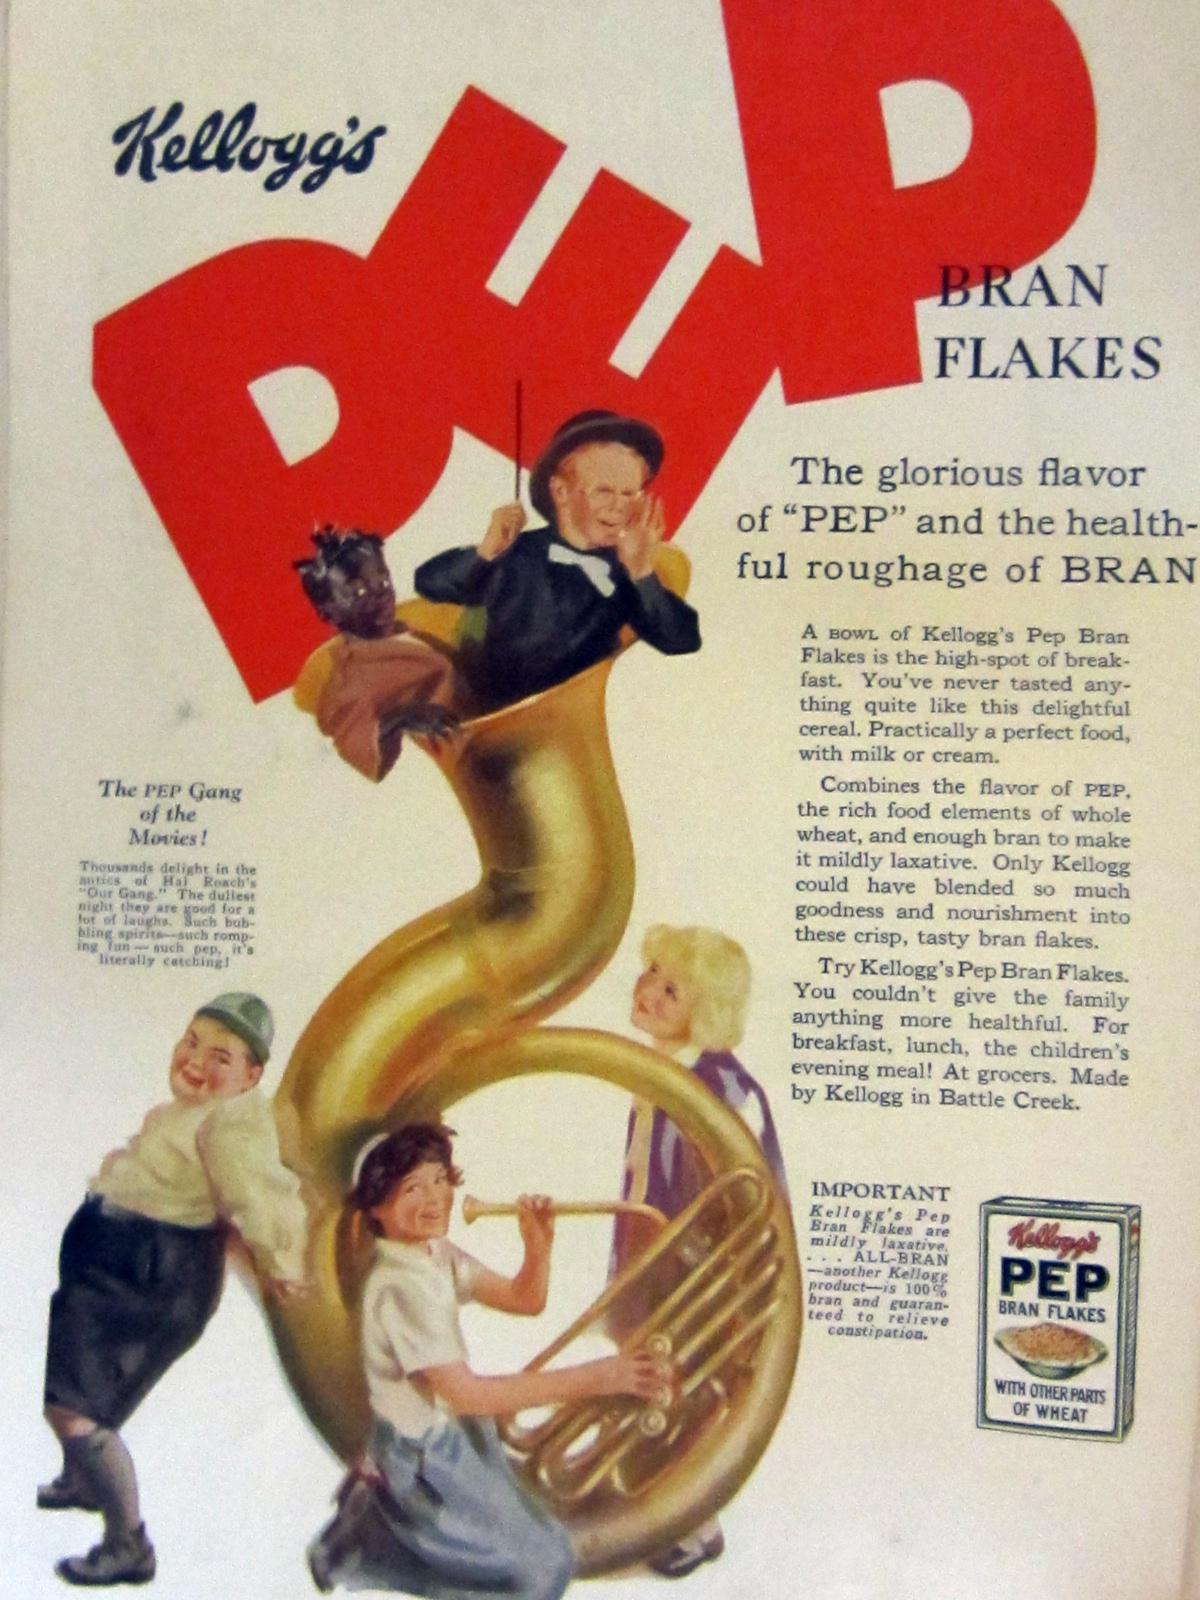 Kellogg's
PEP
BRAN
FLAKES
The glorious flavor
of “PEP” and the health-
ful roughage of BRAN
A BOWL of Kellogg's Pep Bran
Flakes is the high-spot of break-
fast. You've never tasted any-
thing quite like this delightful
cereal. Practically a perfect food,
with milk or cream.
Combines the flavor of PEP,
the rich food elements of whole
wheat, and enough bran to make
it mildly laxative. Only Kellogg
could have blended so much
goodness and nourishment into
these crisp, tasty bran flakes.
Try Kellogg's Pep Bran Flakes.
You couldn't give the family
anything more healthful. For
breakfast, lunch, the children's
evening meal! At grocers. Made
by Kellogg in Battle Creek.
The PEP Gang
of the
Movies!
Thousands delight in the
antics of Hal Roach's
"Our Gang." The dullest
night they are good for a
lot of laughs. Such bub-
bling spirits—such romp-
ing fun—such pep, it's
literally catching!
IMPORTANT
Kellogg's Pep
Bran Flakes are
mildly laxative.
. . . ALL-BRAN
—another Kellogg
product—is 100%
bran and guaran-
teed to relieve
constipation.
Kellogg's
PEP
BRAN FLAKES
WITH OTHER PARTS
OF WHEAT